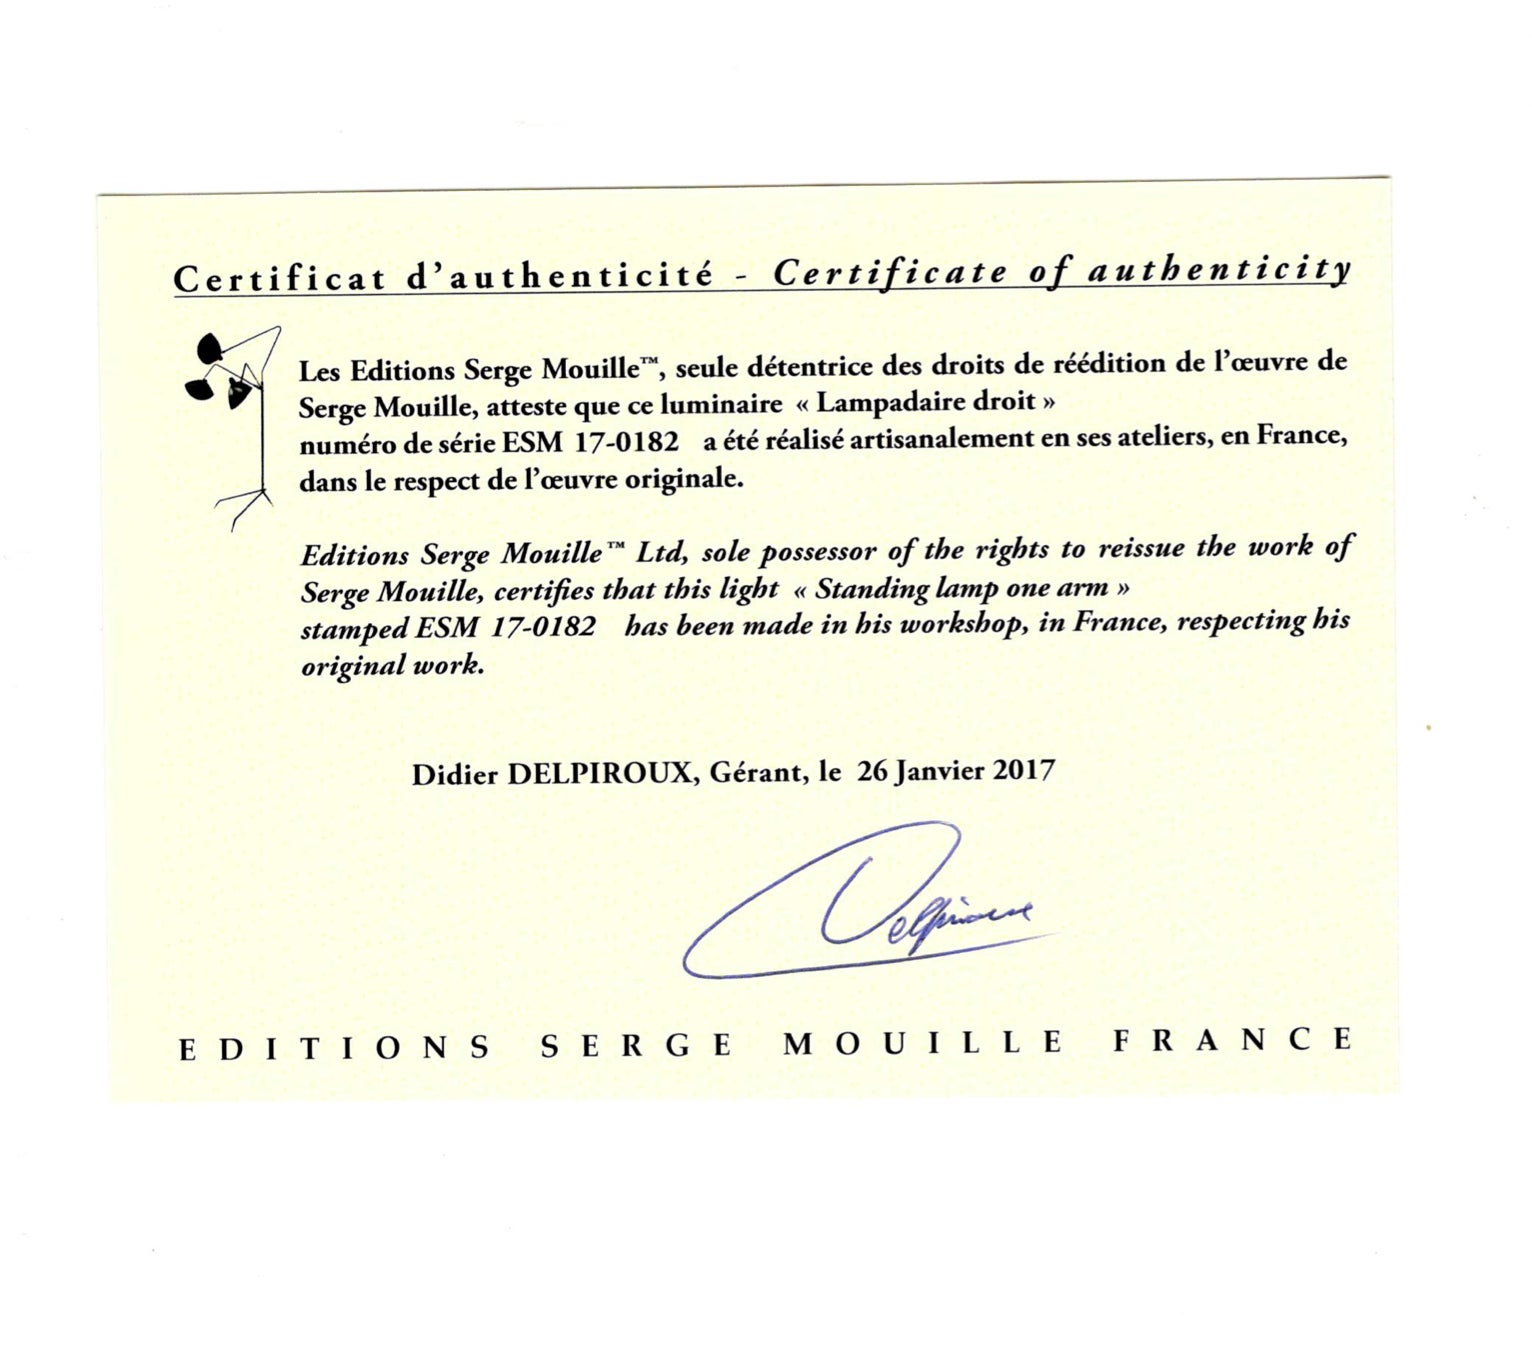 Certificat d'authenticité - Certificate of authenticity
Les Editions Serge Mouille™, seule détentrice des droits de réédition de l'œuvre de
Serge Mouille, atteste que ce luminaire « Lampadaire droit »
numéro de série ESM 17-0182 a été réalisé artisanalement en ses ateliers, en France,
dans le respect de l'œuvre originale.
Editions Serge Mouille™ Ltd, sole possessor of the rights to reissue the work of
Serge Mouille, certifies that this light « Standing lamp one arm »
stamped ESM 17-0182 has been made in his workshop, in France, respecting his
original work.
Didier DELPIROUX, Gérant, le 26 Janvier 2017
Delpiroux
EDITIONS SERGE MOUILLE FRANCE